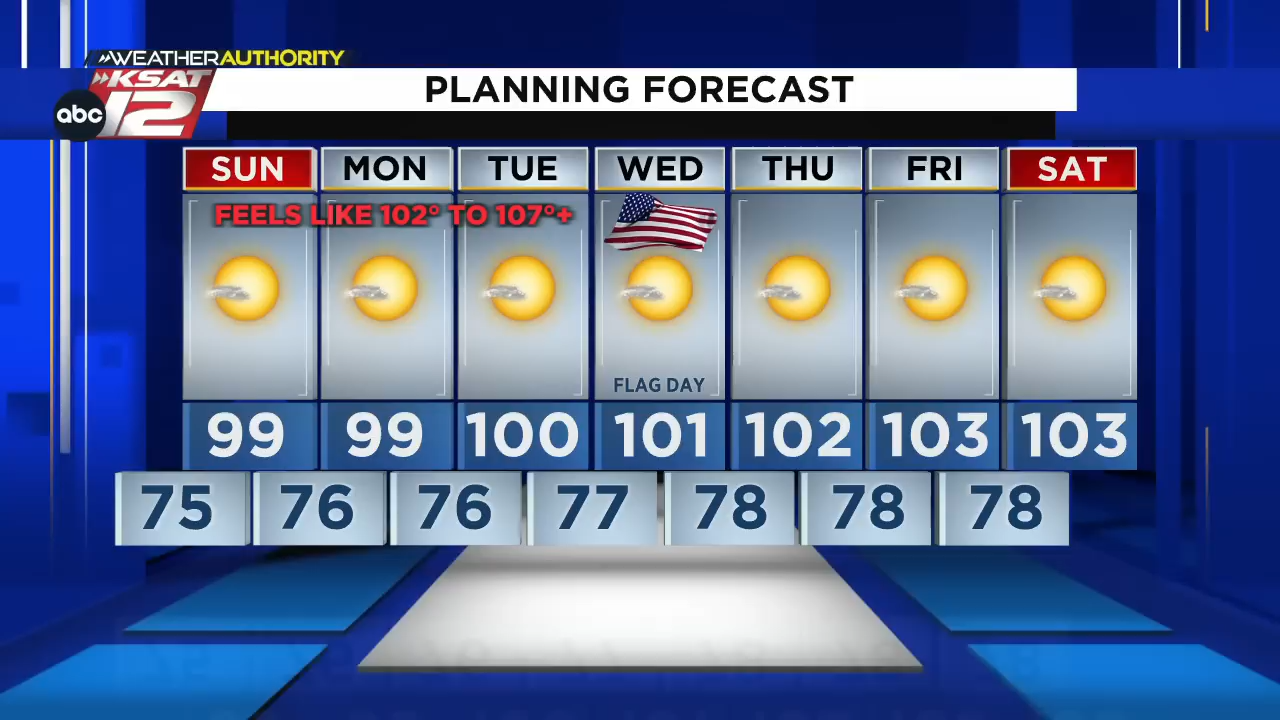 WEATHERAUTHORITY
KSAT
abc 12
PLANNING FORECAST
SUN MON TUE WED THU FRI SAT
FEELS LIKE 102° TO 107°+
FLAG DAY
99 99 100 101 102 103 103
75 76 76 77 78 78 78